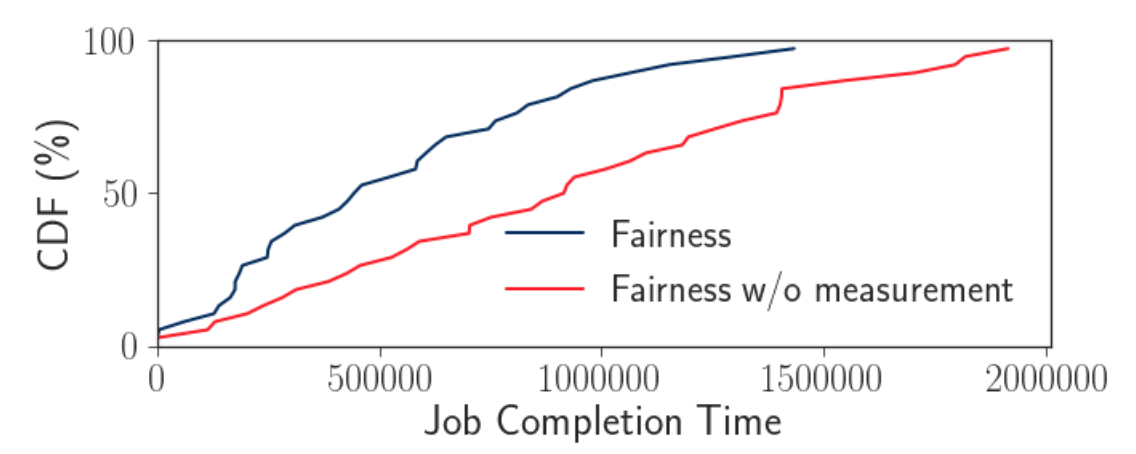 100
50
0
CDF (%)
Fairness
Fairness w/o measurement
0 500000 1000000 1500000 2000000
Job Completion Time